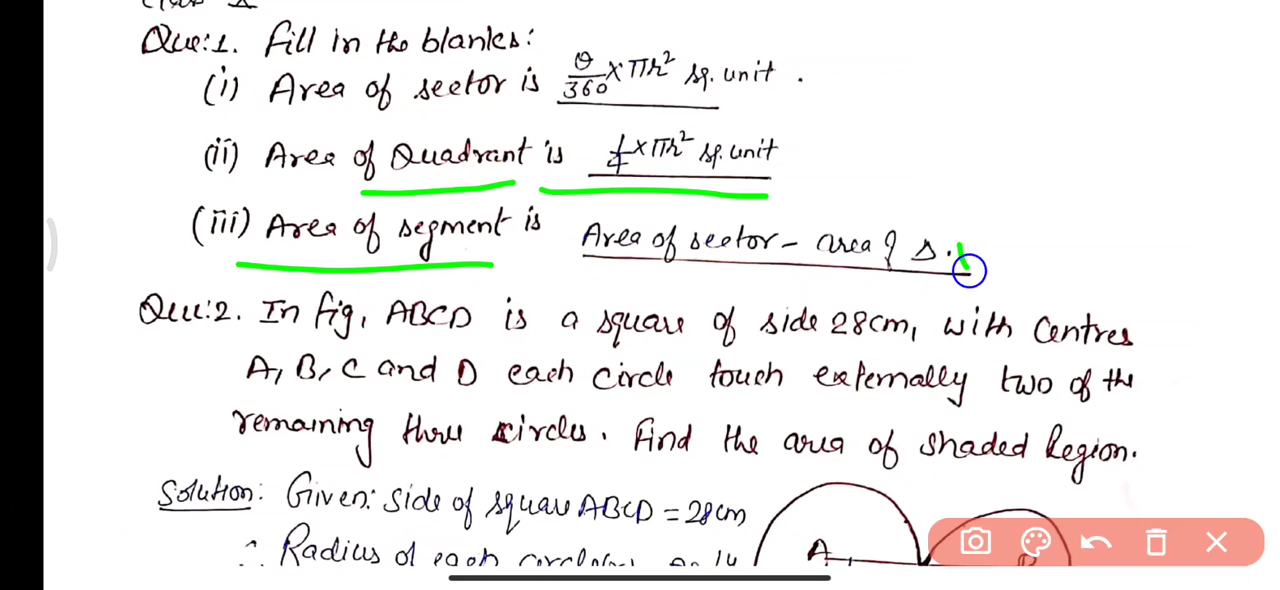 Que:1. Fill in the blanks:
(i) Area of sector is θ/360 × πr² sq. unit .
(ii) Area of Quadrant is 1/4 × πr² sq. unit
(iii) Area of segment is Area of sector – area of Δ.
Que:2. In fig, ABCD is a square of side 28cm, with Centres
A, B, C and D each circle touch externally two of the
remaining three circles. Find the area of shaded Region.
Solution: Given: side of square ABCD = 28cm
∴ Radius of each
A